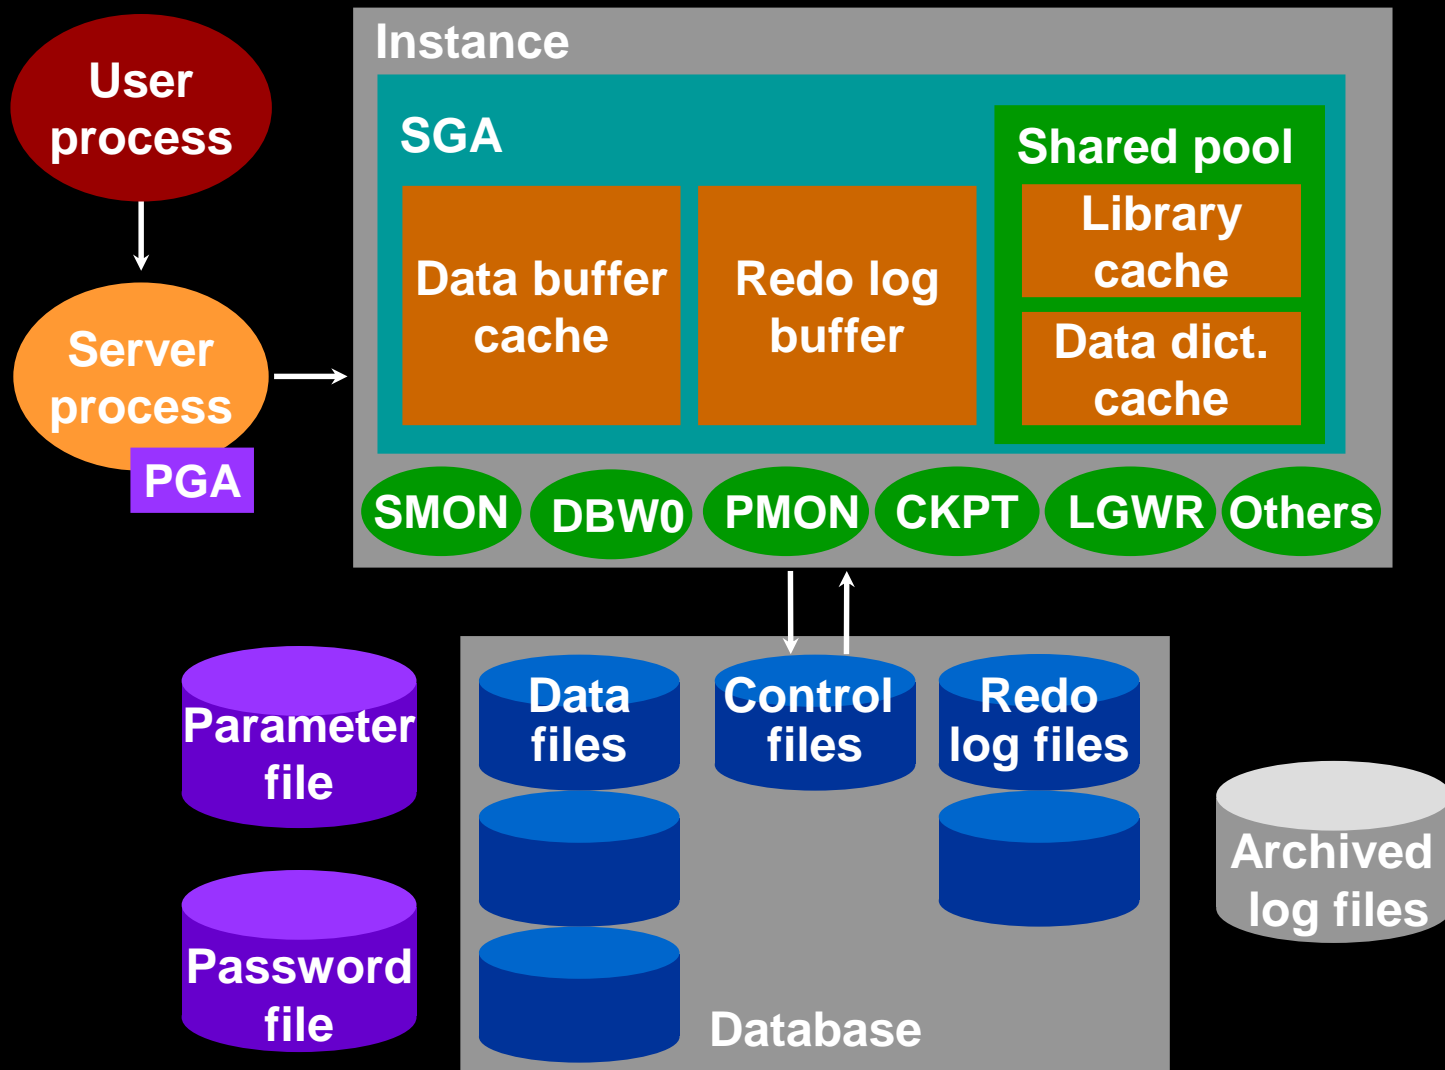 User
process
Instance
SGA
Shared pool
Library
cache
Data buffer
cache
Redo log
buffer
Data dict.
cache
Server
process
PGA
SMON
DBW0
PMON
CKPT
LGWR
Others
Parameter
file
Data
files
Control
files
Redo
log files
Archived
log files
Password
file
Database